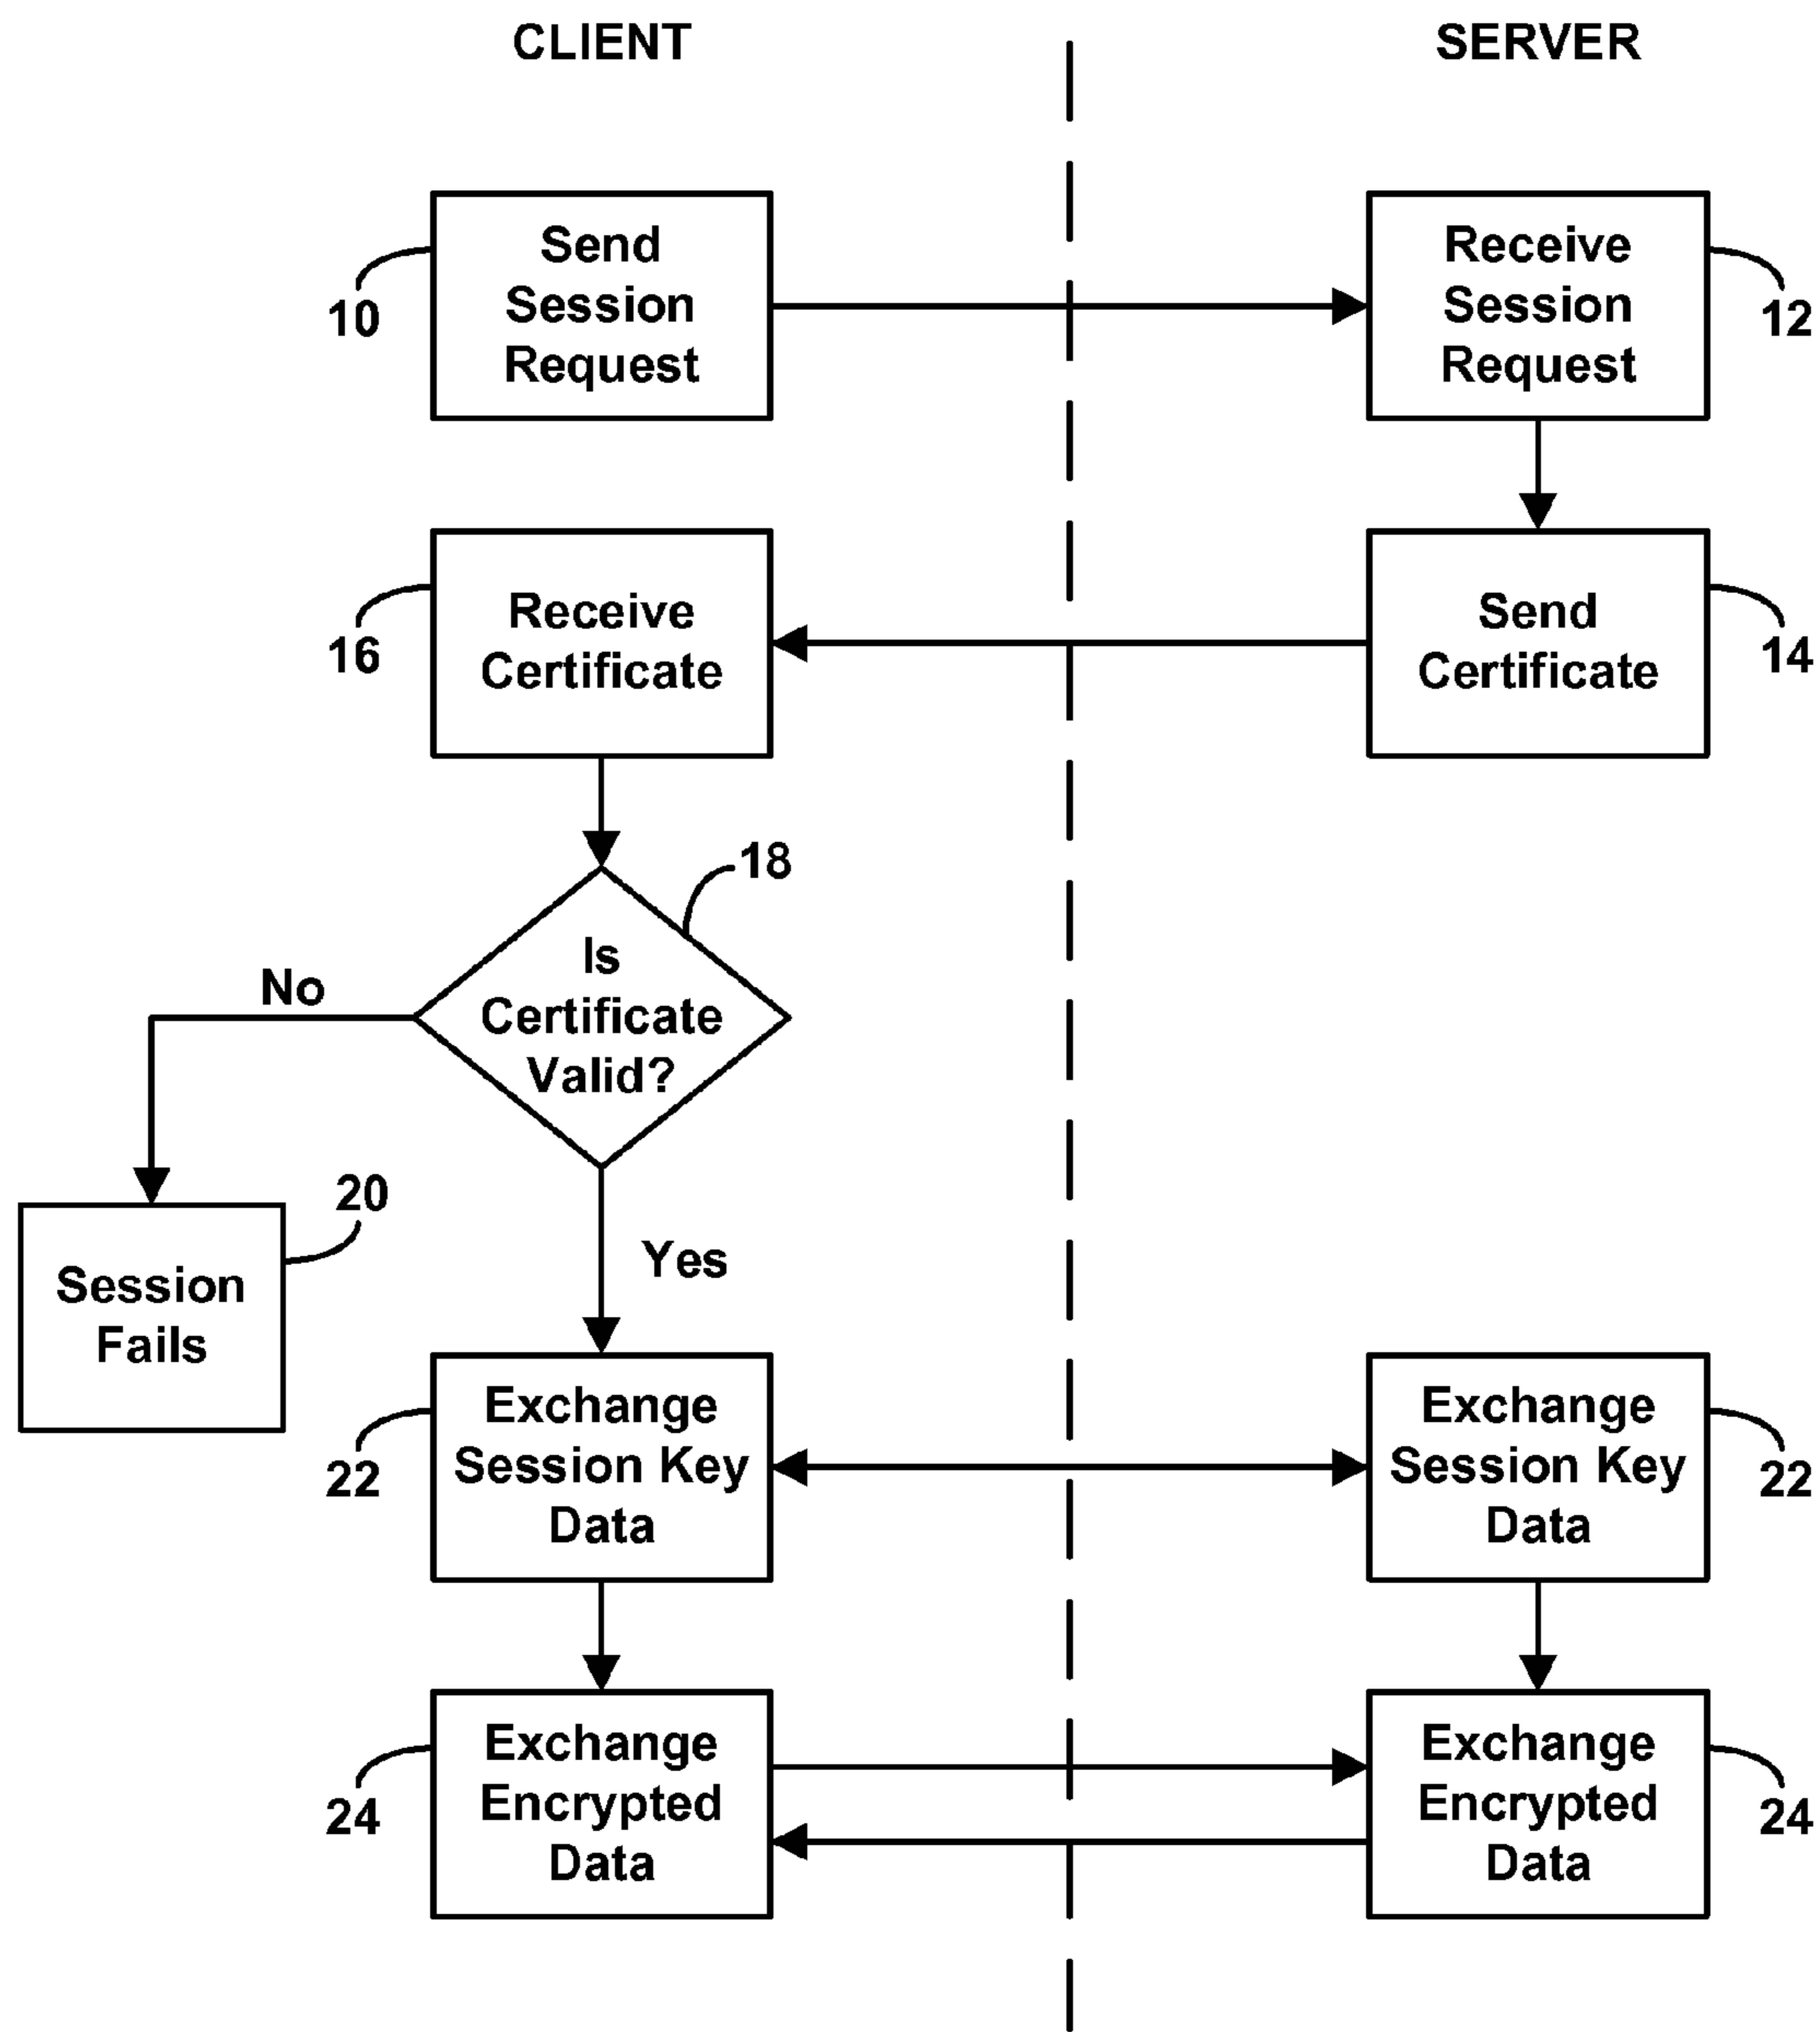 CLIENT
SERVER
Send
Session
Request
10
Receive
Session
Request
12
Receive
Certificate
16
Send
Certificate
14
18
Is
Certificate
Valid?
No
Yes
20
Session
Fails
Exchange
Session Key
Data
22
Exchange
Session Key
Data
22
Exchange
Encrypted
Data
24
Exchange
Encrypted
Data
24